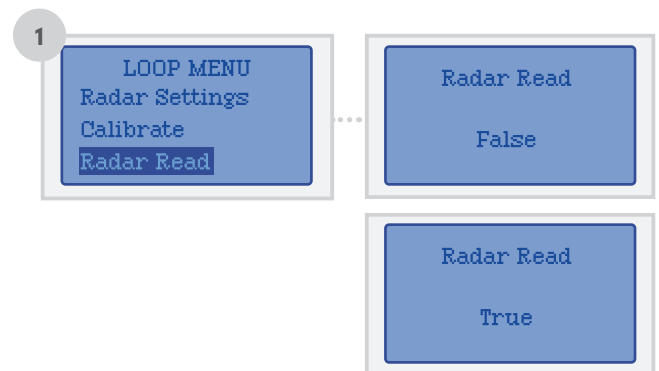 1
LOOP MENU
Radar Settings
Calibrate
Radar Read
Radar Read
False
Radar Read
True